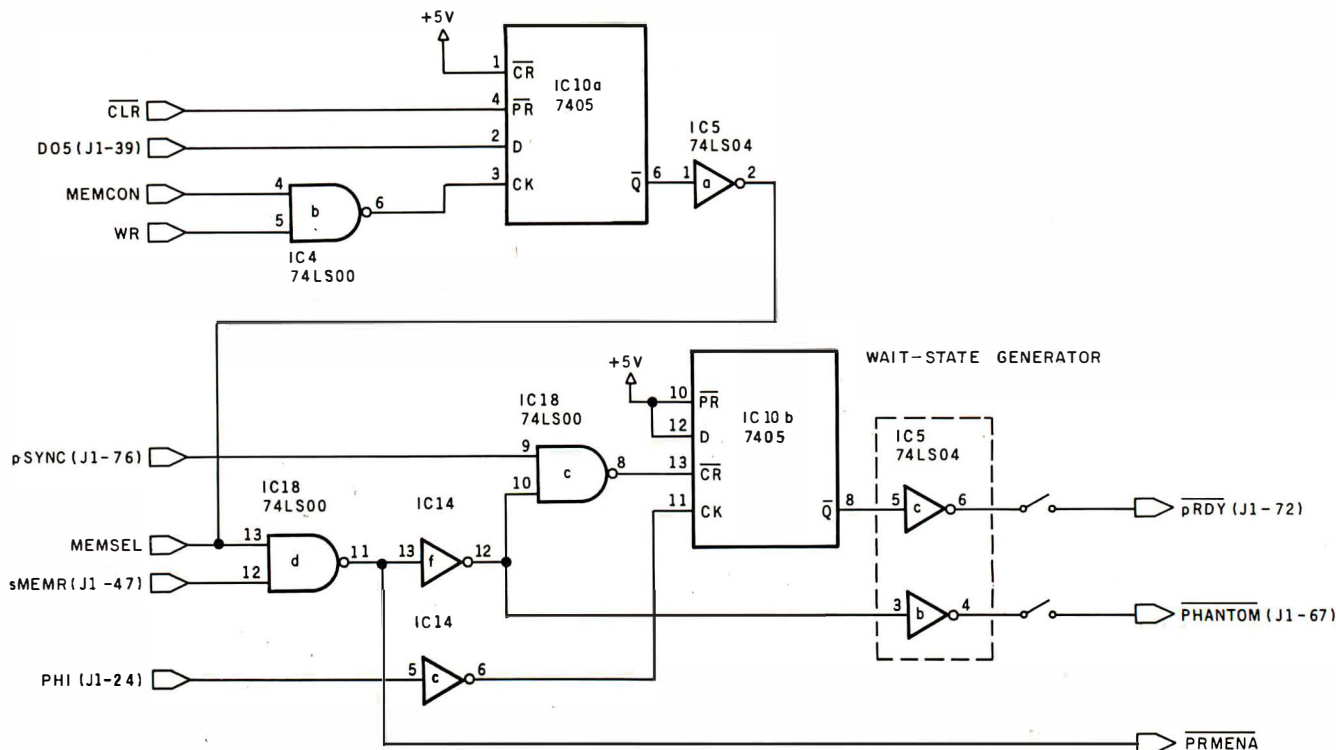 +5V
1
CR
IC10a
7405
CLR
4
PR
DO5(J1-39)
2
D
IC5
74LS04
MEMCON
4
3
CK
Q
6
1
a
2
b
6
WR
5
IC4
74LS00
WAIT-STATE GENERATOR
+5V
10
PR
IC18
74LS00
12
D
IC10b
7405
IC5
74LS04
pSYNC(J1-76)
9
c
8
13
CR
IC18
74LS00
10
IC14
11
CK
Q
8
5
c
6
pRDY(J1-72)
MEMSEL
13
d
11
13
f
12
sMEMR(J1-47)
12
3
b
4
PHANTOM(J1-67)
IC14
PHI(J1-24)
5
c
6
PRMENA